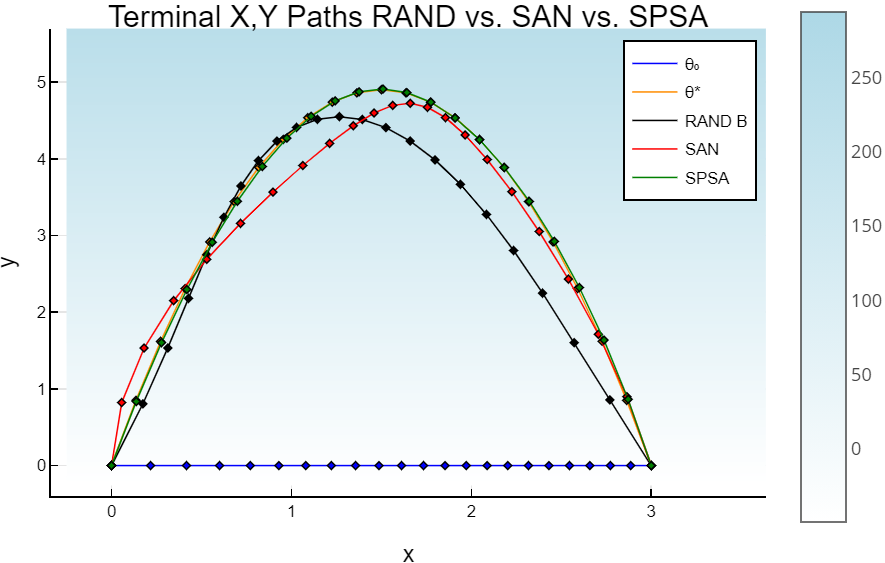 Terminal X,Y Paths RAND vs. SAN vs. SPSA
θ₀
θ*
RAND B
SAN
SPSA
5
4
3
2
1
0
y
0 1 2 3
x
250
200
150
100
50
0